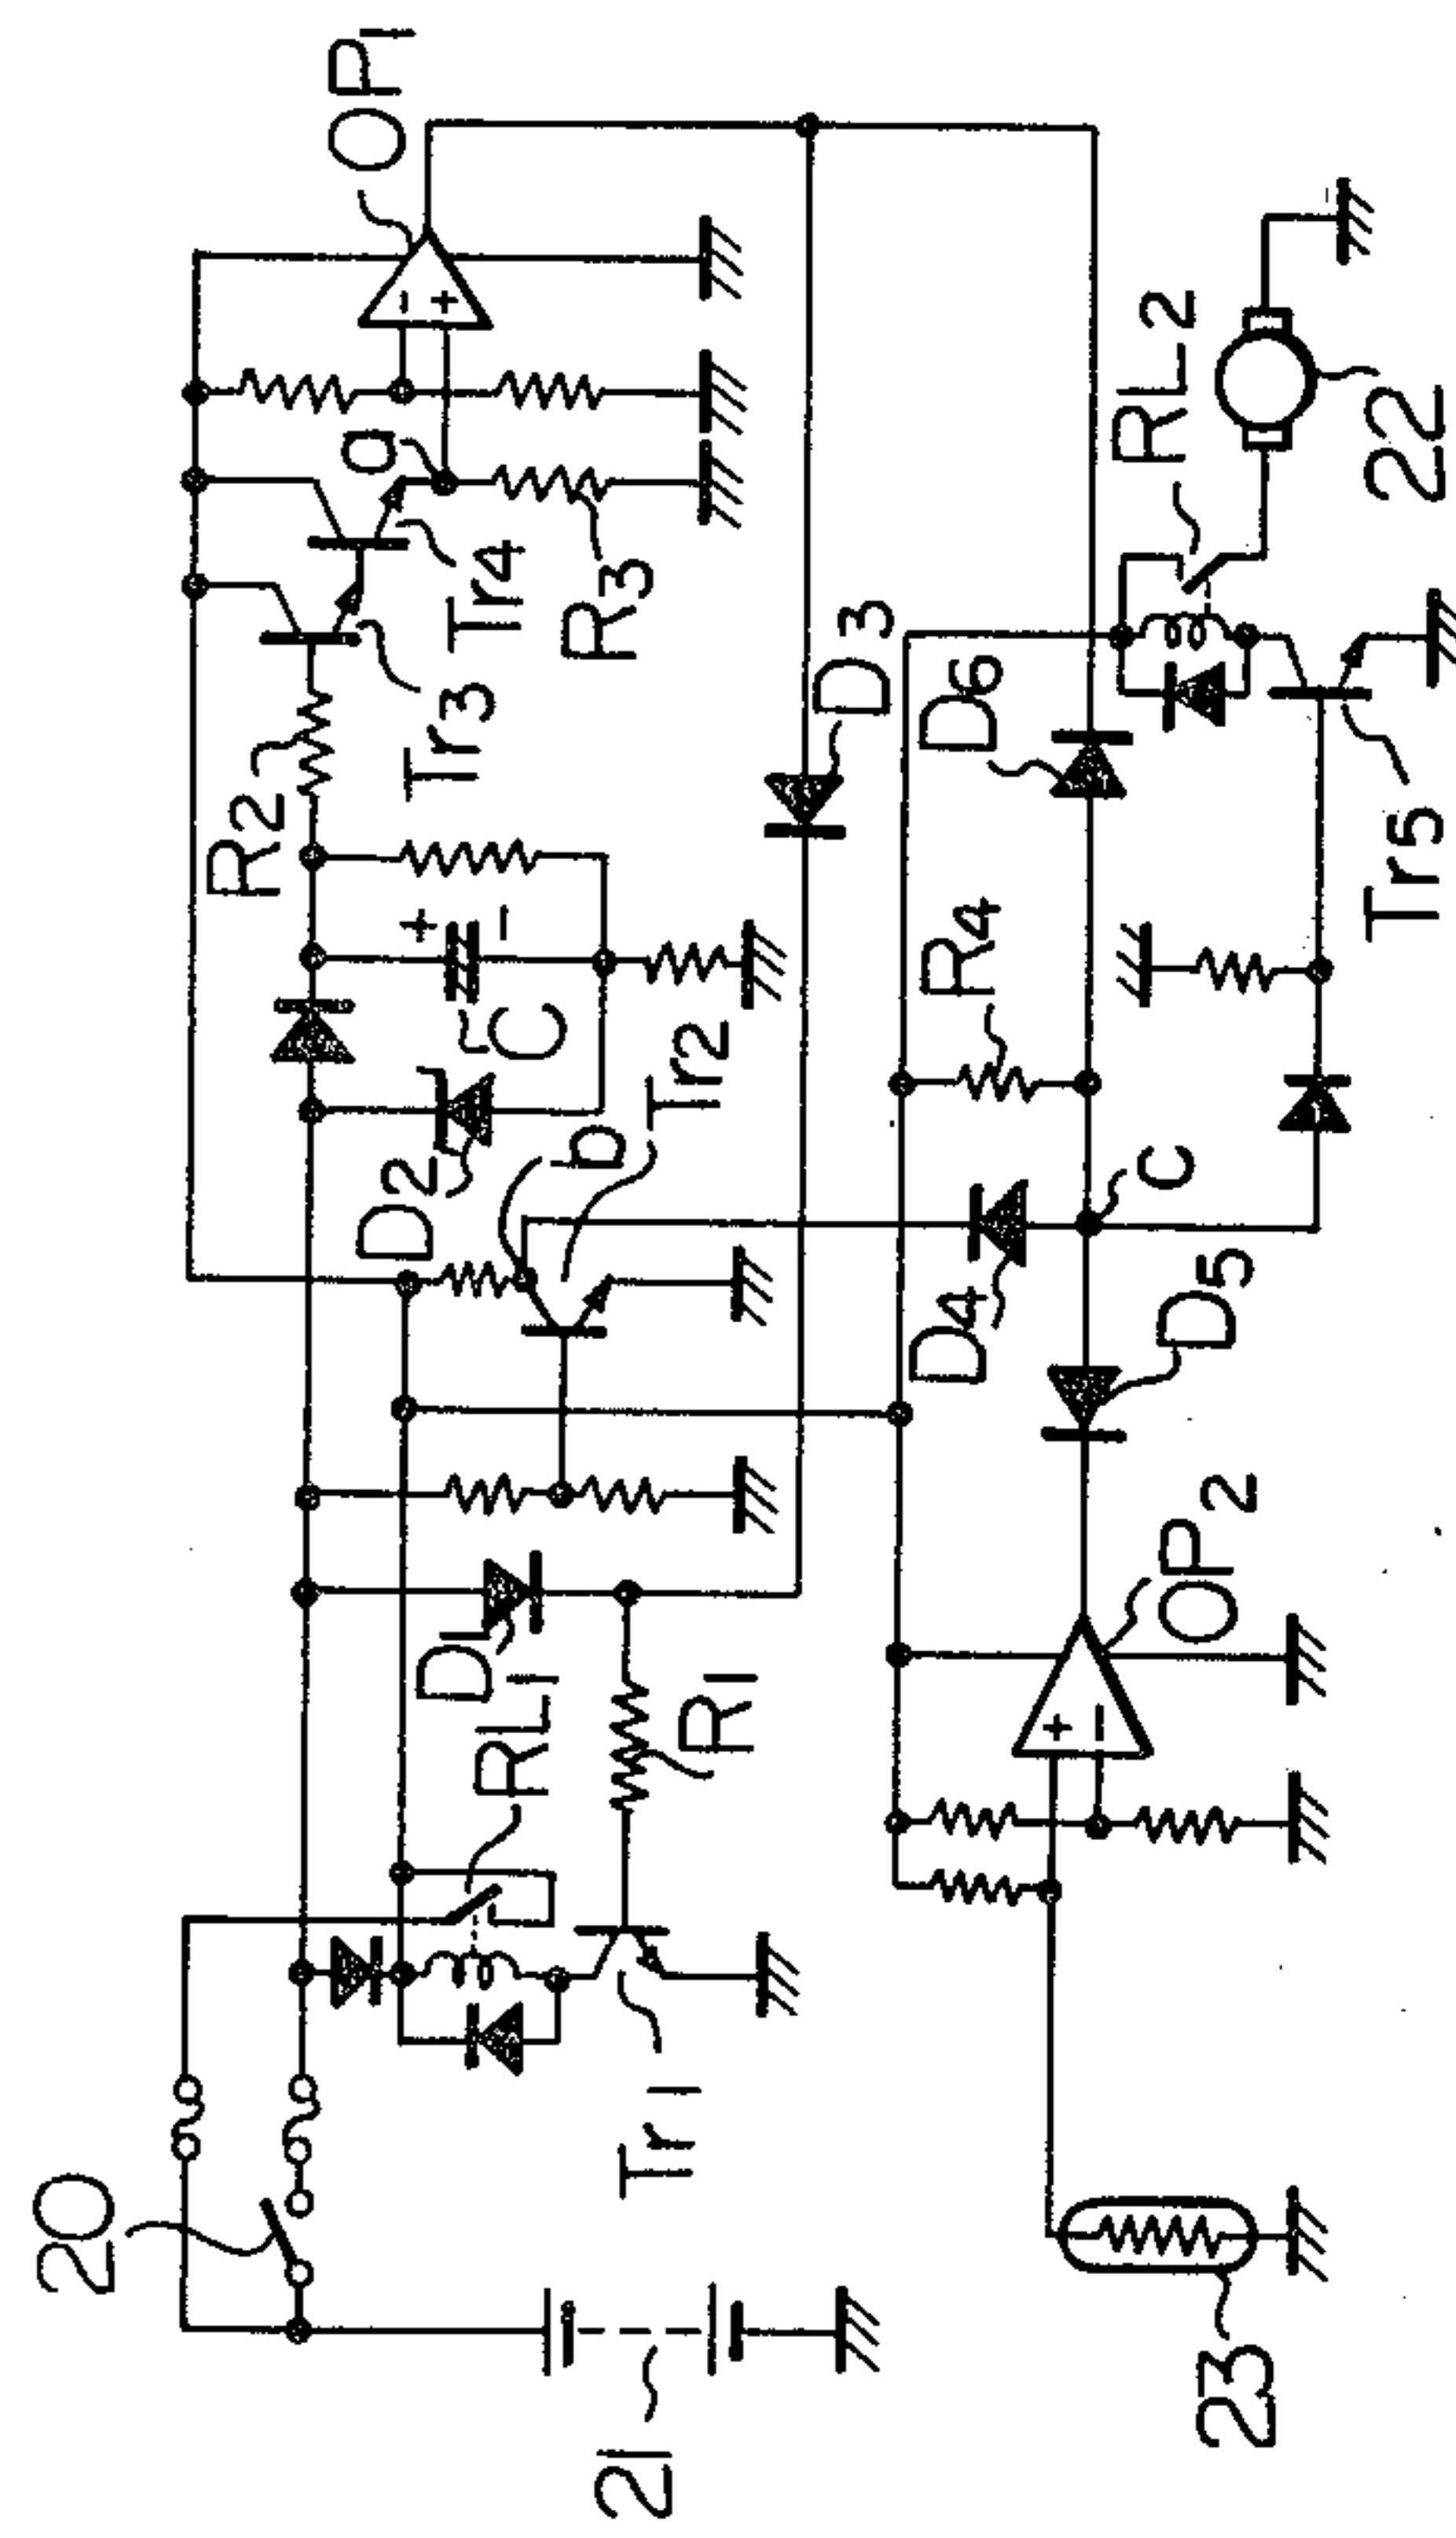 20
21
RL1
D1
Tr1
R1
D2
C
b
Tr2
R2
Tr3
Tr4
a
R3
OP1
+
-
-
+
D3
23
OP2
+
-
D5
D4
c
R4
D6
Tr5
RL2
22